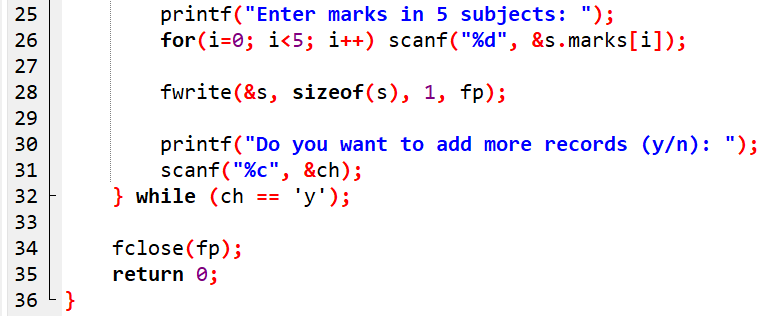 25 printf("Enter marks in 5 subjects: ");
26 for(i=0; i<5; i++) scanf("%d", &s.marks[i]);
27
28 fwrite(&s, sizeof(s), 1, fp);
29
30 printf("Do you want to add more records (y/n): ");
31 scanf("%c", &ch);
32 } while (ch == 'y');
33
34 fclose(fp);
35 return 0;
36 }